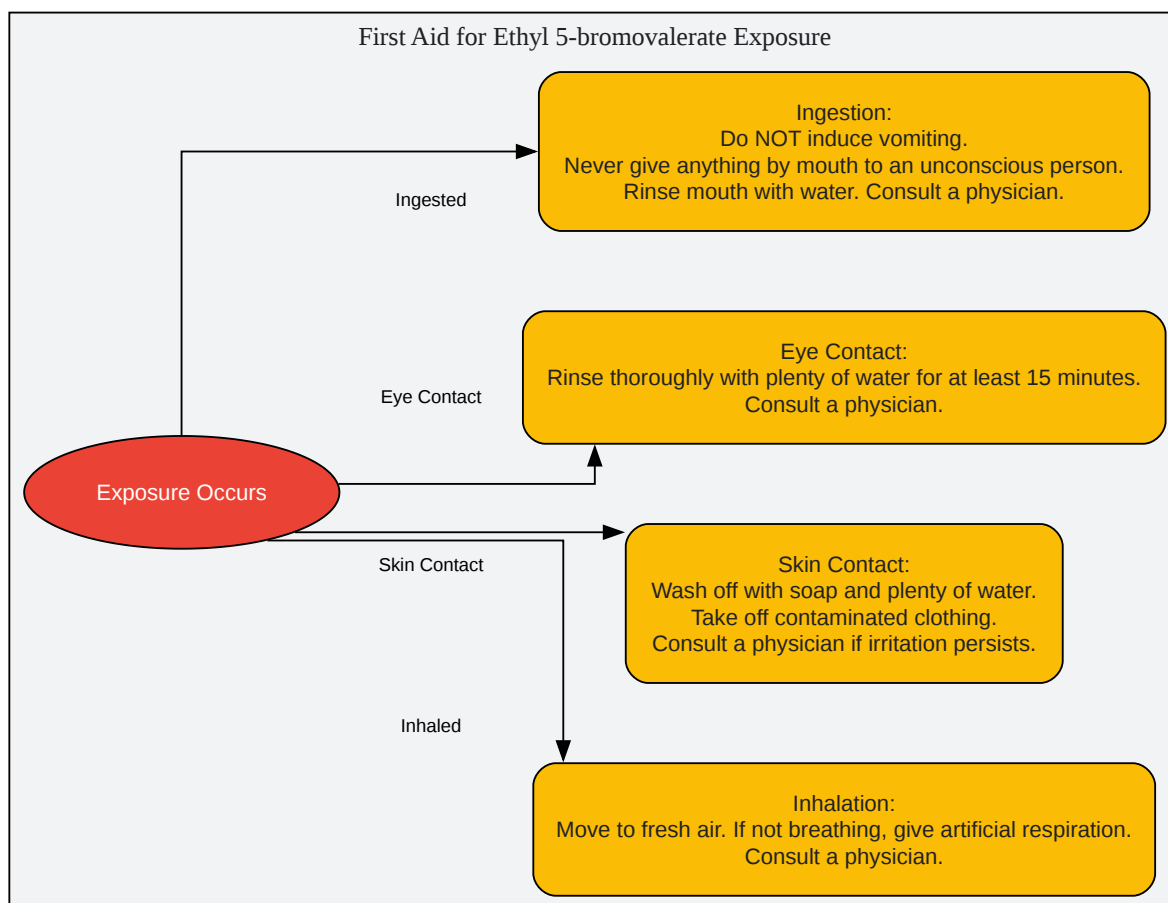 First Aid for Ethyl 5-bromovalerate Exposure
Ingestion:
Do NOT induce vomiting.
Never give anything by mouth to an unconscious person.
Rinse mouth with water. Consult a physician.
Ingested
Eye Contact:
Rinse thoroughly with plenty of water for at least 15 minutes.
Consult a physician.
Eye Contact
Exposure Occurs
Skin Contact
Skin Contact:
Wash off with soap and plenty of water.
Take off contaminated clothing.
Consult a physician if irritation persists.
Inhaled
Inhalation:
Move to fresh air. If not breathing, give artificial respiration.
Consult a physician.